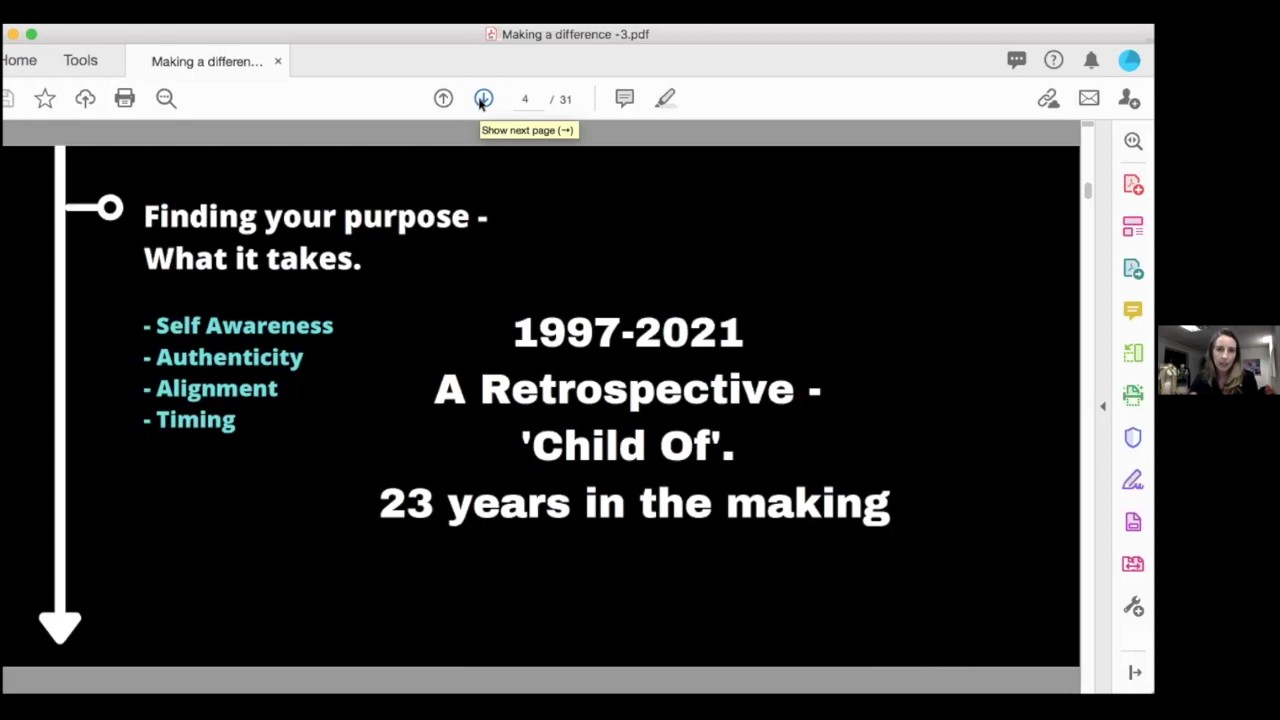 Making a difference -3.pdf
Home
Tools
Making a differen... ×
4 / 31
Show next page (→)
Finding your purpose -
What it takes.
- Self Awareness
- Authenticity
- Alignment
- Timing
1997-2021
A Retrospective -
'Child Of'.
23 years in the making